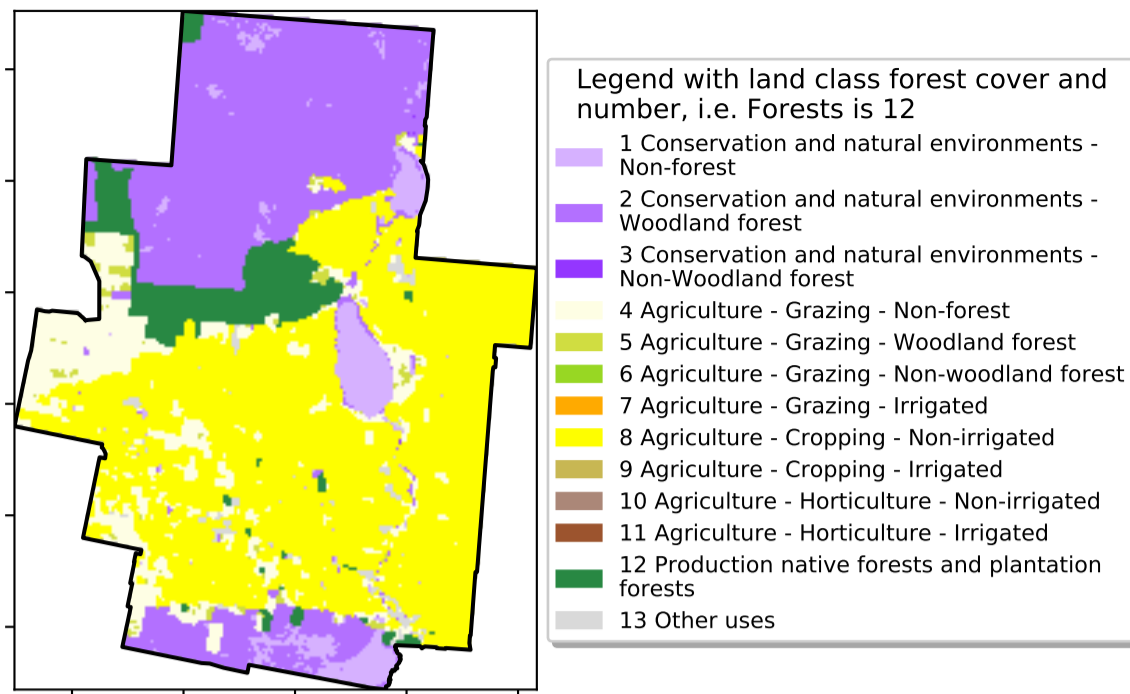 Legend with land class forest cover and
number, i.e. Forests is 12
1 Conservation and natural environments -
Non-forest
2 Conservation and natural environments -
Woodland forest
3 Conservation and natural environments -
Non-Woodland forest
4 Agriculture - Grazing - Non-forest
5 Agriculture - Grazing - Woodland forest
6 Agriculture - Grazing - Non-woodland forest
7 Agriculture - Grazing - Irrigated
8 Agriculture - Cropping - Non-irrigated
9 Agriculture - Cropping - Irrigated
10 Agriculture - Horticulture - Non-irrigated
11 Agriculture - Horticulture - Irrigated
12 Production native forests and plantation
forests
13 Other uses